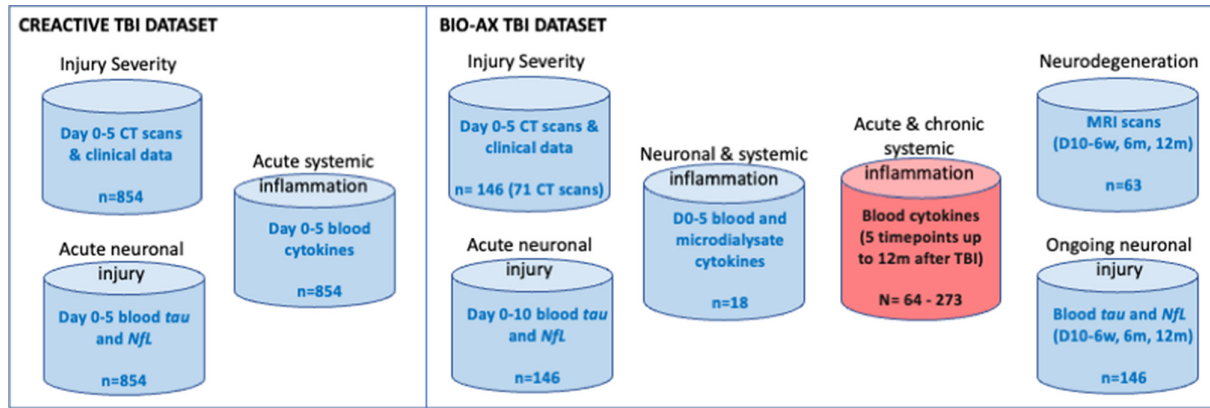 CREACTIVE TBI DATASET
Injury Severity
Day 0-5 CT scans
& clinical data
n=854
Acute neuronal
injury
Day 0-5 blood tau
and NfL
n=854
Acute systemic
inflammation
Day 0-5 blood
cytokines
n=854
BIO-AX TBI DATASET
Injury Severity
Day 0-5 CT scans &
clinical data
n= 146 (71 CT scans)
Acute neuronal
injury
Day 0-10 blood tau
and NfL
n=146
Neuronal & systemic
inflammation
D0-5 blood and
microdialysate
cytokines
n=18
Acute & chronic
systemic
inflammation
Blood cytokines
(5 timepoints up
to 12m after TBI)
N= 64 - 273
Neurodegeneration
MRI scans
(D10-6w, 6m, 12m)
n=63
Ongoing neuronal
injury
Blood tau and NfL
(D10-6w, 6m, 12m)
n=146